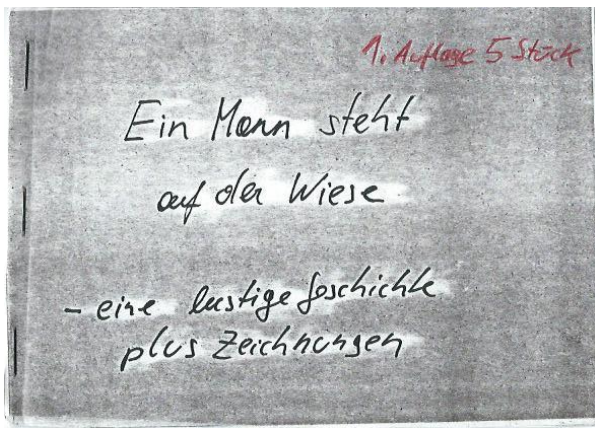 1. Auflage 5 Stück
Ein Mann steht
auf der Wiese
- eine lustige Geschichte
plus Zeichnungen